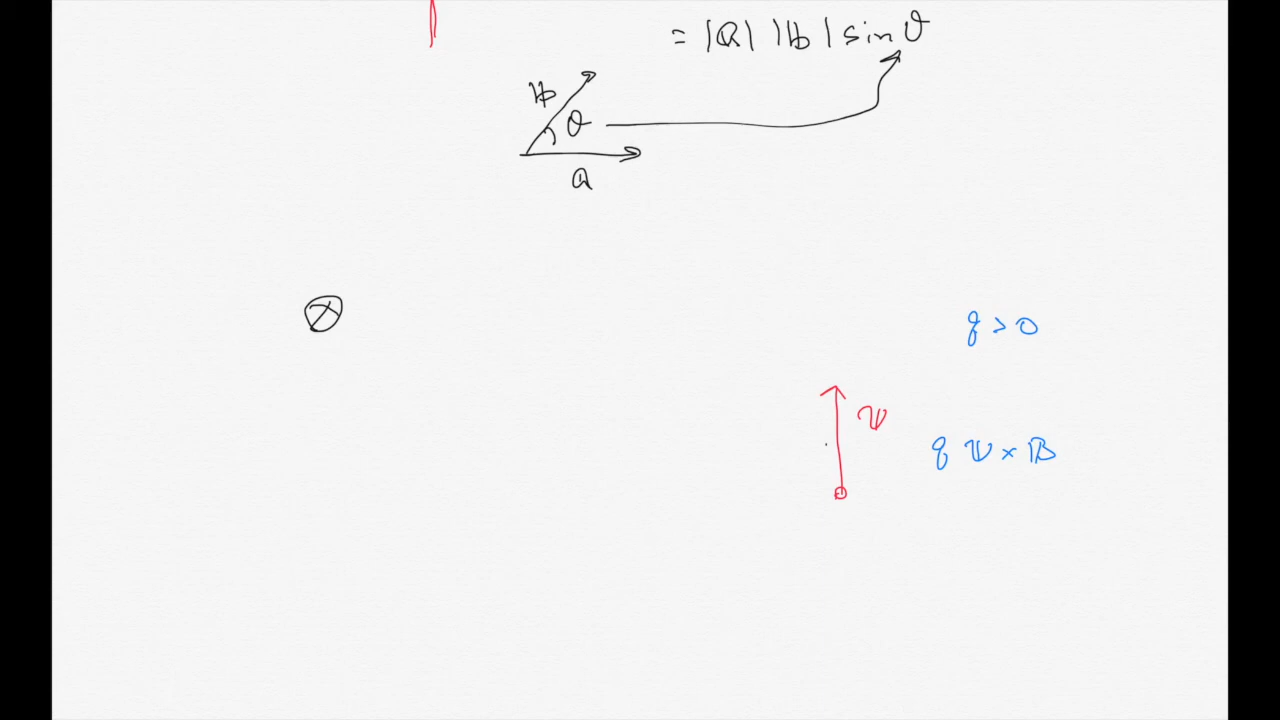 = |𝕒| |𝕓| sin θ
𝕓
θ
𝕒
⊗
q > 0
𝕧
q 𝕧 × 𝔹